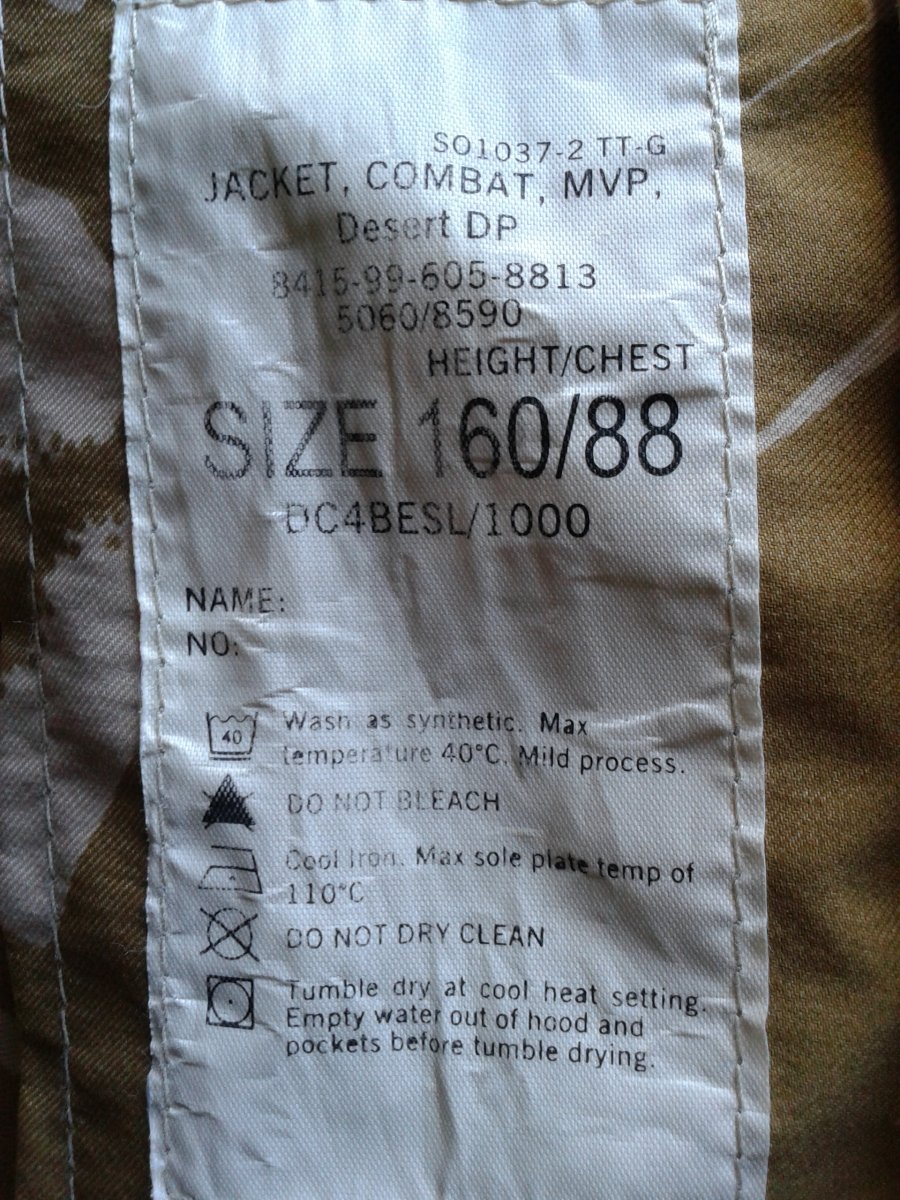 SO1037-2 TT-G
JACKET, COMBAT, MVP,
Desert DP
8415-99-605-8813
5060/8590
HEIGHT/CHEST
SIZE 160/88
DC4BESL/1000
NAME:
NO:
40
Wash as synthetic. Max
temperature 40°C. Mild process.
DO NOT BLEACH
Cool Iron. Max sole plate temp of
110°C
DO NOT DRY CLEAN
Tumble dry at cool heat setting.
Empty water out of hood and
pockets before tumble drying.